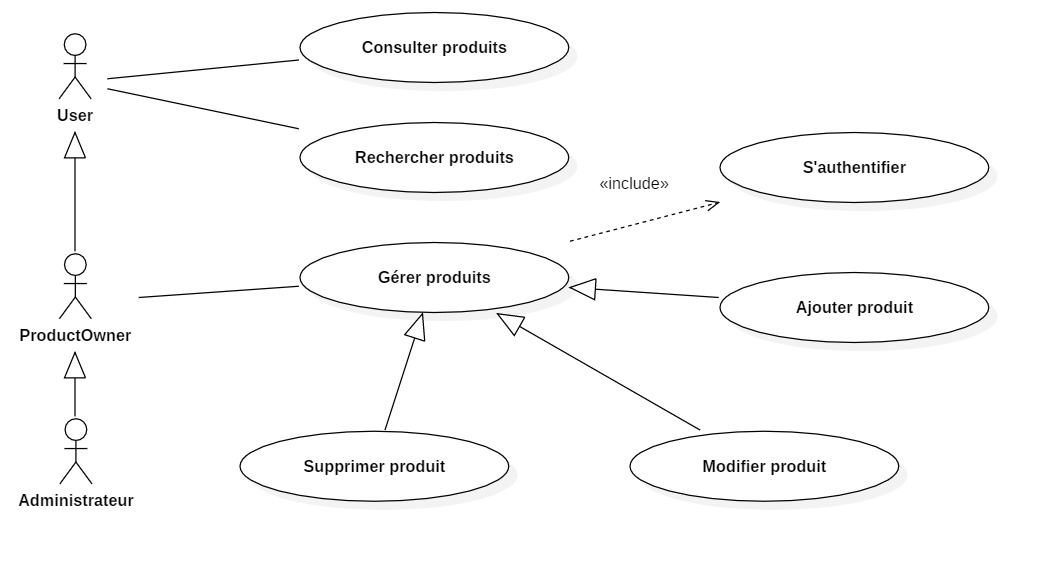 Consulter produits
User
Rechercher produits
«include»
S'authentifier
Gérer produits
Ajouter produit
ProductOwner
Supprimer produit
Modifier produit
Administrateur